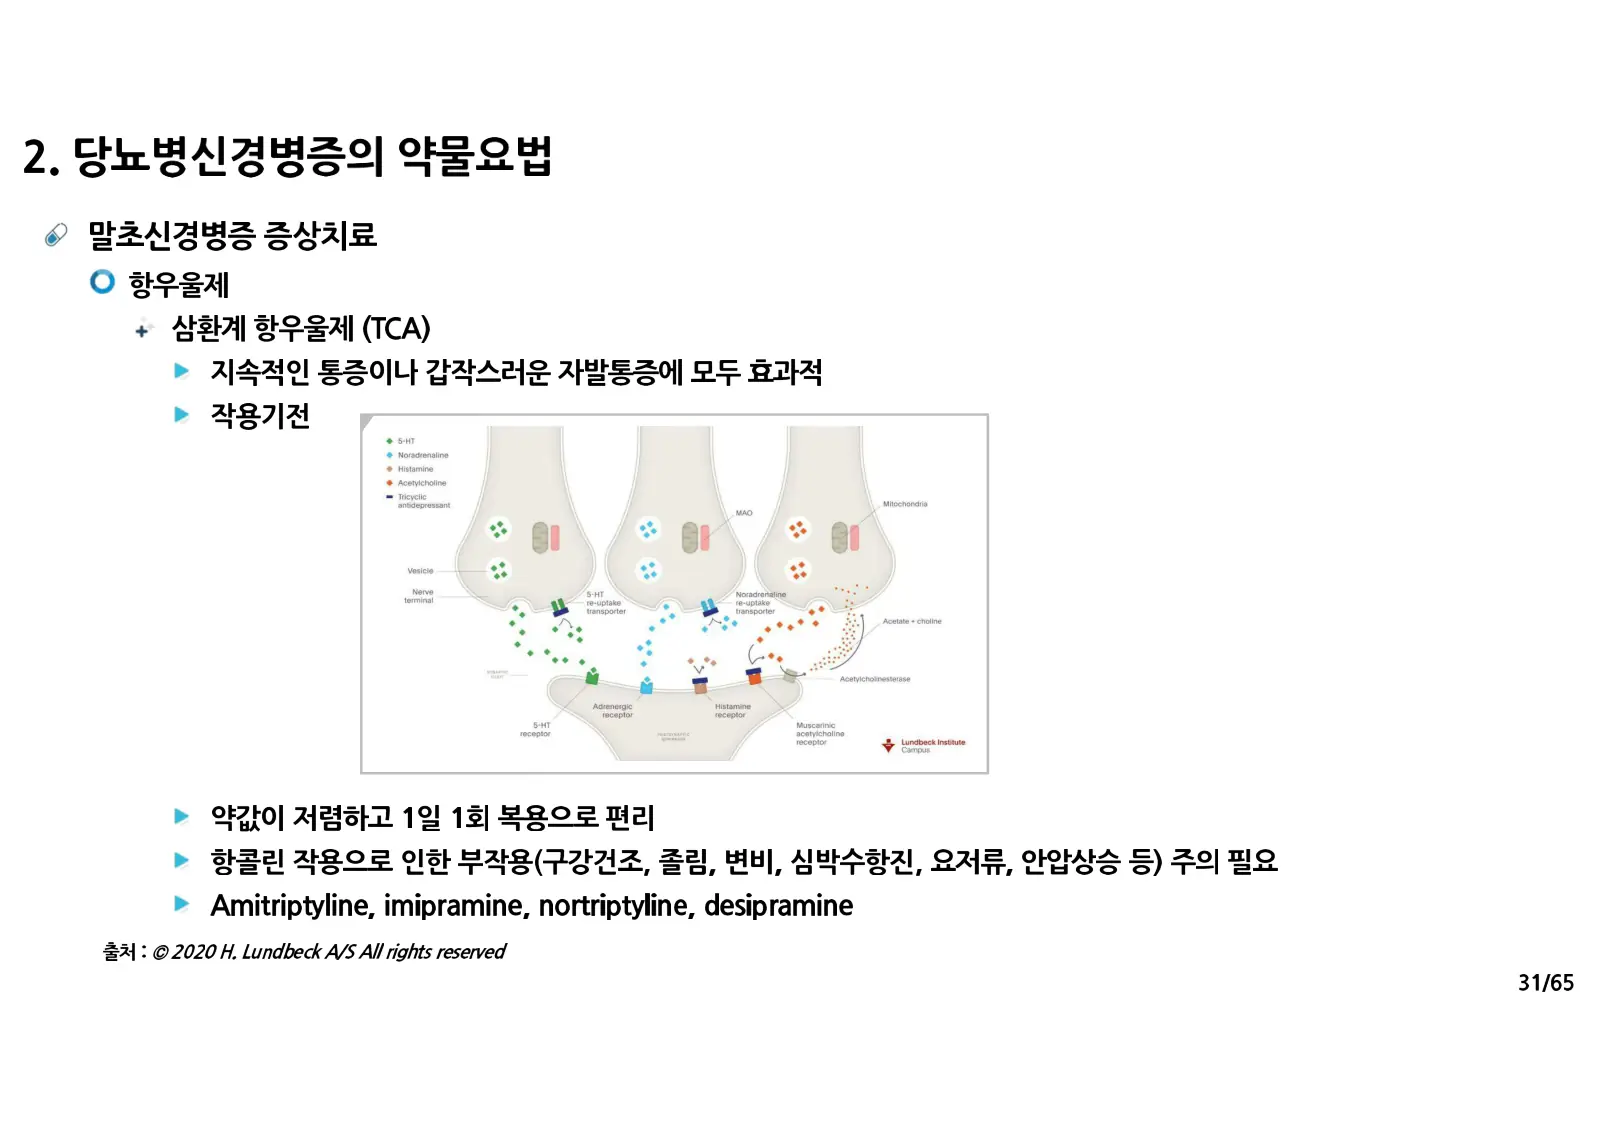 2. 당뇨병신경병증의 약물요법
말초신경병증 증상치료
항우울제
삼환계 항우울제 (TCA)
지속적인 통증이나 갑작스러운 자발통증에 모두 효과적
작용기전
5-HT
Noradrenaline
Histamine
Acetylcholine
Tricyclic
antidepressant
MAO
Mitochondria
Vesicle
Nerve
terminal
5-HT
re-uptake
transporter
Noradrenaline
re-uptake
transporter
Acetate + choline
Acetylcholinesterase
Adrenergic
receptor
Histamine
receptor
5-HT
receptor
Muscarinic
acetylcholine
receptor
Lundbeck Institute
Campus
약값이 저렴하고 1일 1회 복용으로 편리
항콜린 작용으로 인한 부작용(구강건조, 졸림, 변비, 심박수항진, 요저류, 안압상승 등) 주의 필요
Amitriptyline, imipramine, nortriptyline, desipramine
출처 : © 2020 H. Lundbeck A/S All rights reserved
31/65